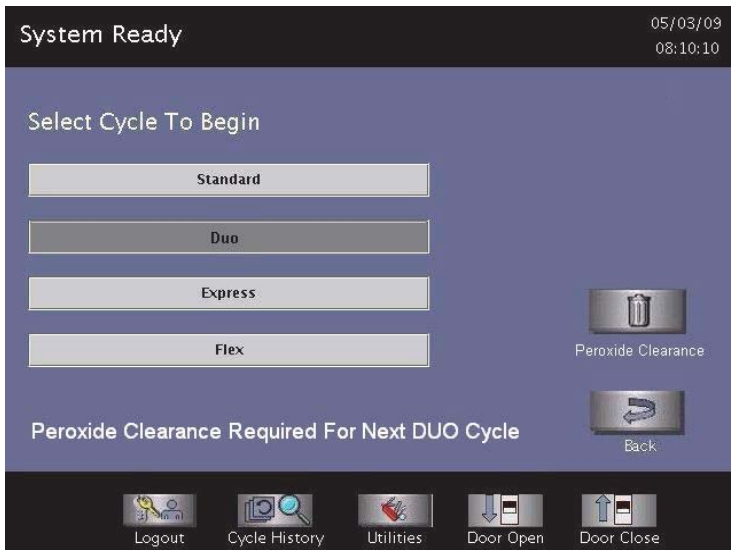 System Ready
05/03/09
08:10:10
Select Cycle To Begin
Standard
Duo
Express
Flex
Peroxide Clearance
Peroxide Clearance Required For Next DUO Cycle
Back
Logout
Cycle History
Utilities
Door Open
Door Close